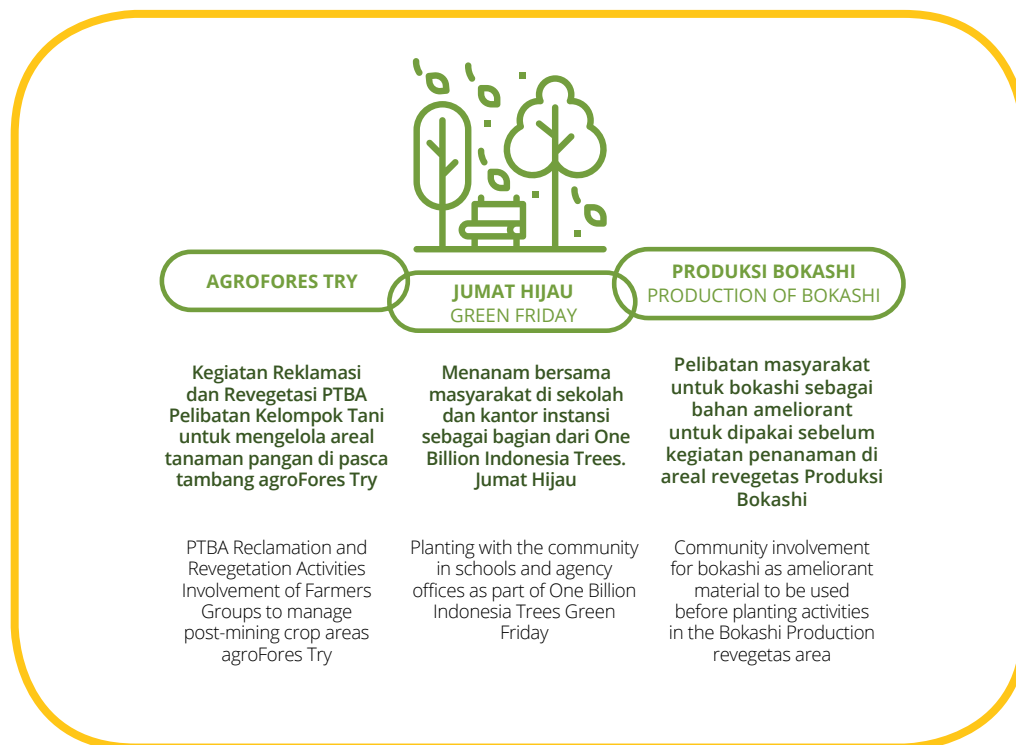 AGROFORES TRY
JUMAT HIJAU
GREEN FRIDAY
PRODUKSI BOKASHI
PRODUCTION OF BOKASHI
Kegiatan Reklamasi
dan Revegetasi PTBA
Pelibatan Kelompok Tani
untuk mengelola areal
tanaman pangan di pasca
tambang agroFores Try
PTBA Reclamation and
Revegetation Activities
Involvement of Farmers
Groups to manage
post-mining crop areas
agroFores Try
Menanam bersama
masyarakat di sekolah
dan kantor instansi
sebagai bagian dari One
Billion Indonesia Trees.
Jumat Hijau
Planting with the community
in schools and agency
offices as part of One Billion
Indonesia Trees Green
Friday
Pelibatan masyarakat
untuk bokashi sebagai
bahan ameliorant
untuk dipakai sebelum
kegiatan penanaman di
areal revegetas Produksi
Bokashi
Community involvement
for bokashi as ameliorant
material to be used
before planting activities
in the Bokashi Production
revegetas area